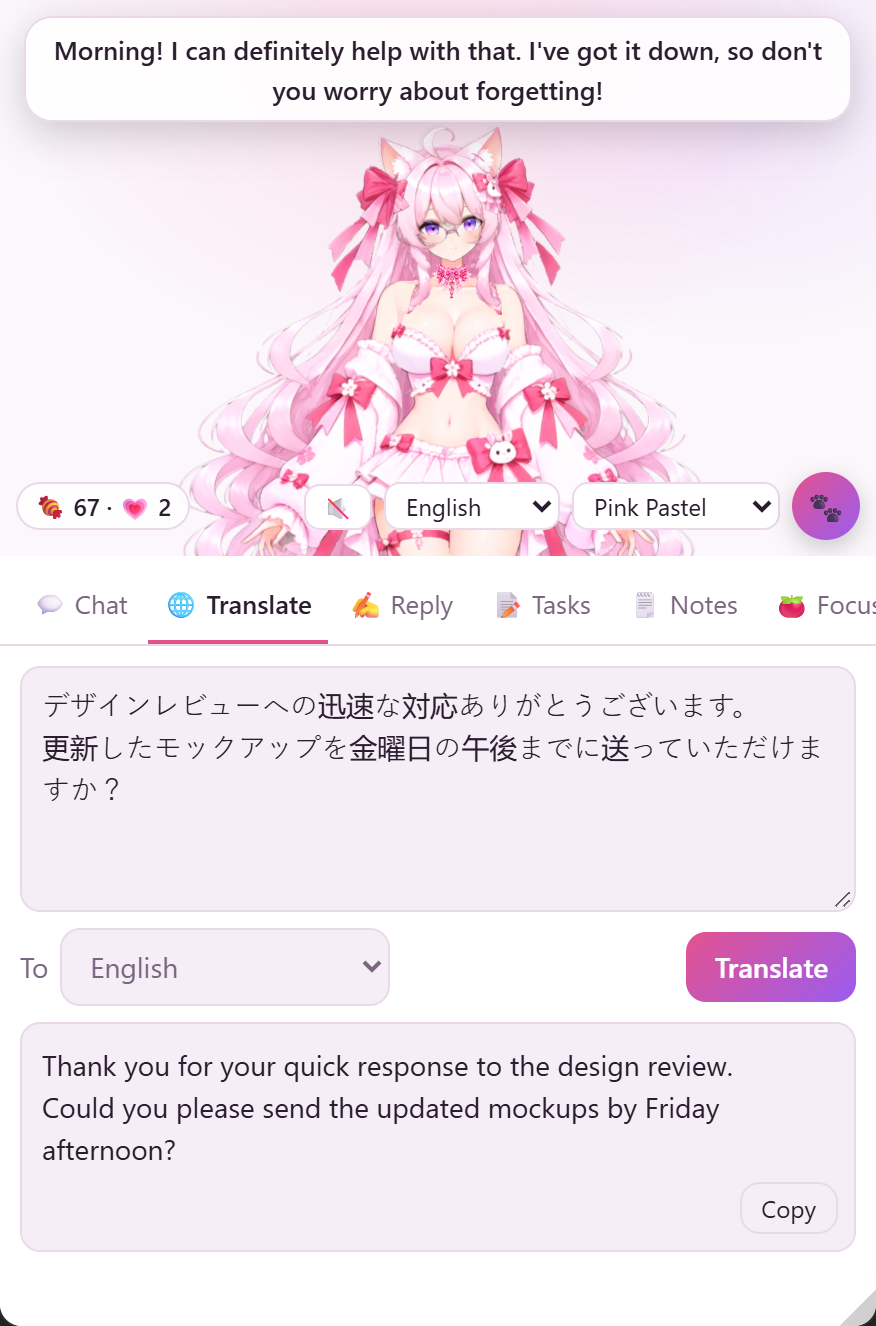 Morning! I can definitely help with that. I've got it down, so don't
you worry about forgetting!
67 · 2
English
Pink Pastel
Chat
Translate
Reply
Tasks
Notes
Focus
デザインレビューへの迅速な対応ありがとうございます。
更新したモックアップを金曜日の午後までに送っていただけま
すか？
To
English
Translate
Thank you for your quick response to the design review.
Could you please send the updated mockups by Friday
afternoon?
Copy